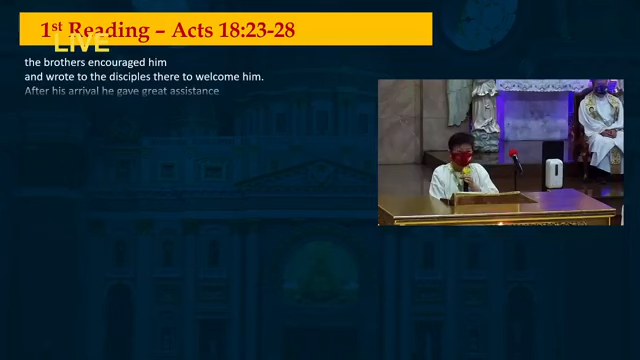 1st Reading – Acts 18:23-28
LIVE
the brothers encouraged him
and wrote to the disciples there to welcome him.
After his arrival he gave great assistance